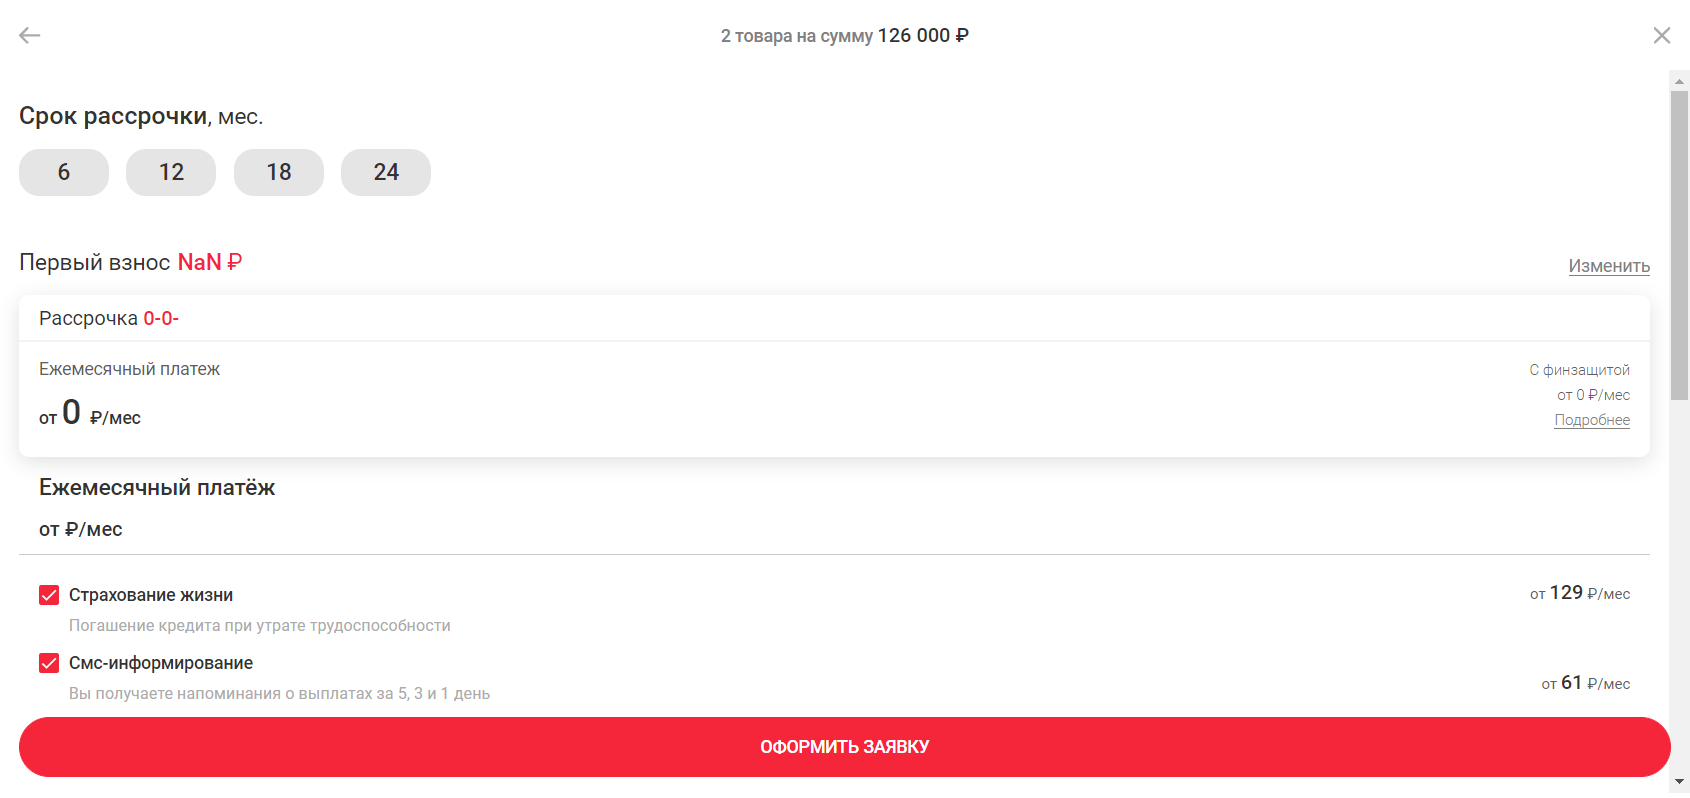 2 товара на сумму 126 000 ₽
Срок рассрочки, мес.
6 12 18 24
Первый взнос NaN ₽
Изменить
Рассрочка 0-0-
Ежемесячный платеж
от 0 ₽/мес
С финзащитой
от 0 ₽/мес
Подробнее
Ежемесячный платёж
от ₽/мес
Страхование жизни
от 129 ₽/мес
Погашение кредита при утрате трудоспособности
Смс-информирование
от 61 ₽/мес
Вы получаете напоминания о выплатах за 5, 3 и 1 день
ОФОРМИТЬ ЗАЯВКУ